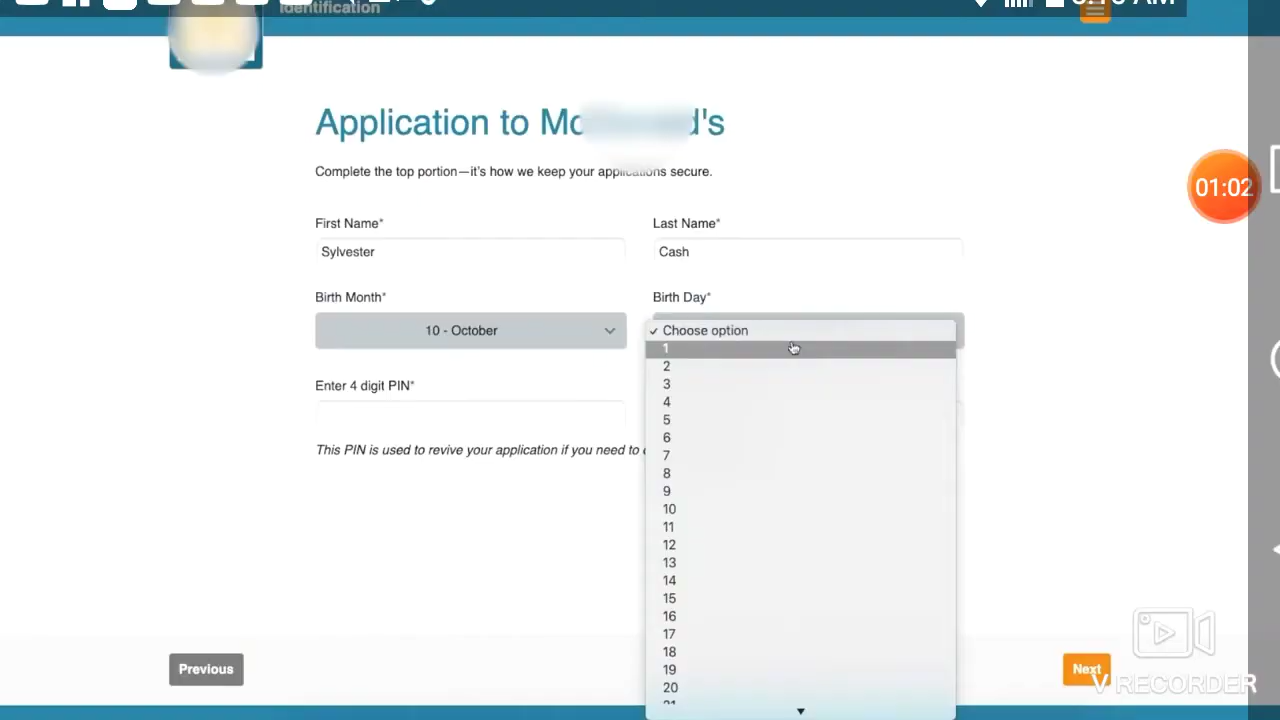 Identification
Application to Mc
's
Complete the top portion—it's how we keep your applications secure.
First Name*
Last Name*
Sylvester
Cash
Birth Month*
Birth Day*
10 - October
✓ Choose option
1
2
3
4
5
6
7
8
9
10
11
12
13
14
15
16
17
18
19
20
21
Enter 4 digit PIN*
This PIN is used to revive your application if you need to
Previous
Next
01:02
V RECORDER